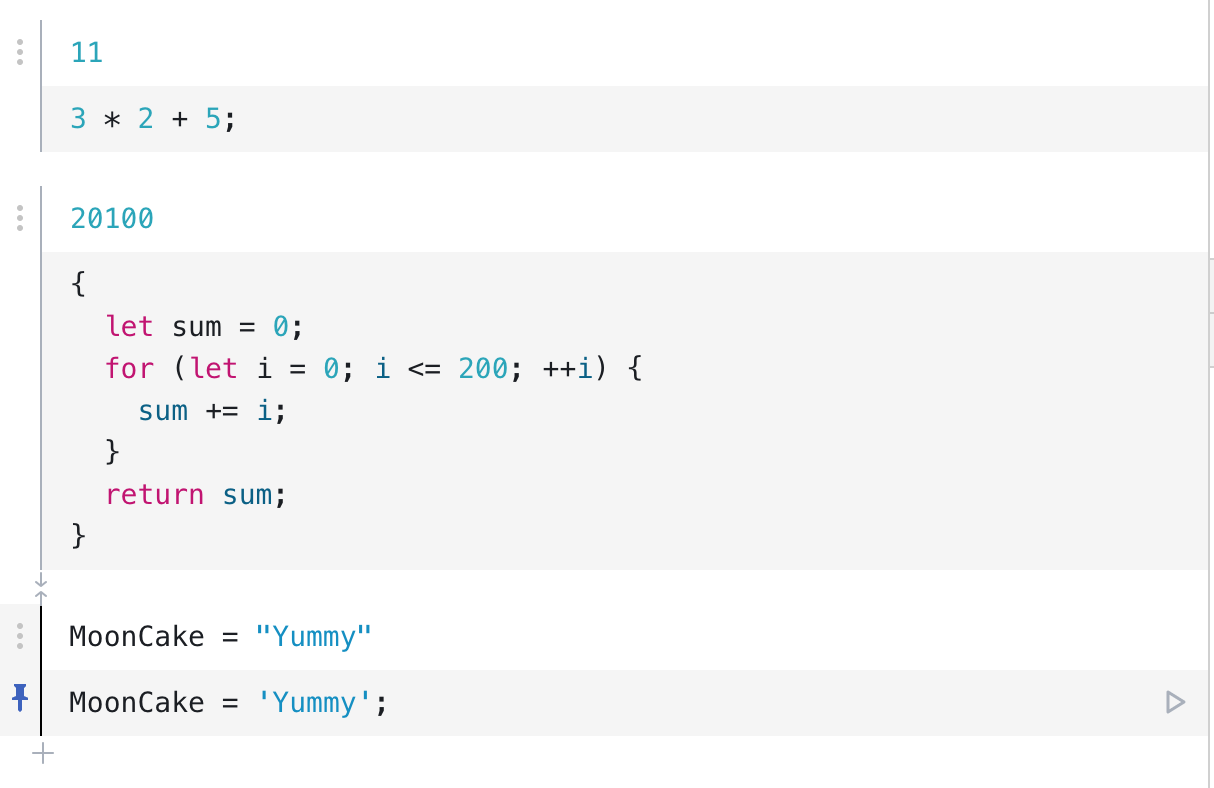 11
3 * 2 + 5;
20100
{
  let sum = 0;
  for (let i = 0; i <= 200; ++i) {
    sum += i;
  }
  return sum;
}
MoonCake = "Yummy"
MoonCake = 'Yummy';